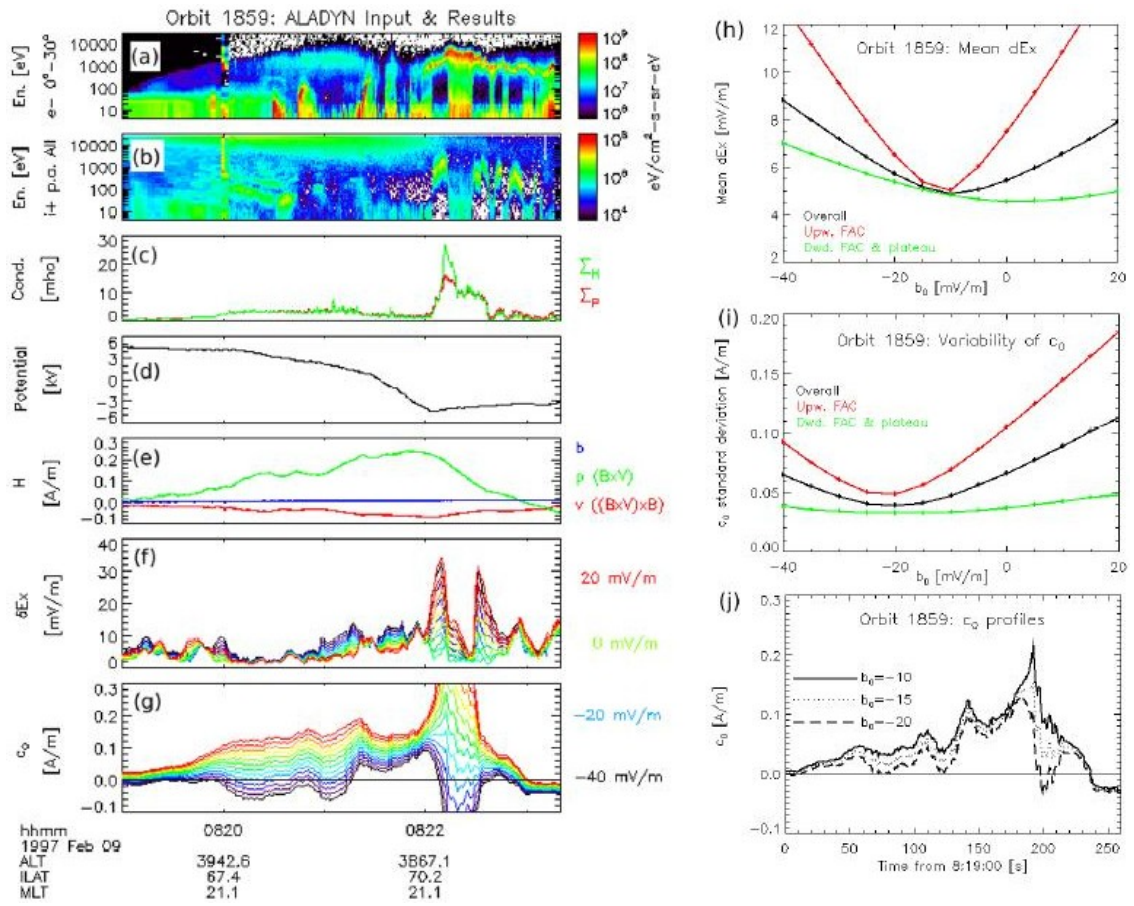 Orbit 1859: ALADYN Input & Results
(a)
En. [eV]
e- 0°-30°
10000
1000
100
10
10⁹
10⁸
10⁷
10⁶
10⁵
(b)
En. [eV]
i+ p.a. All
10000
1000
100
10
10⁸
10⁶
10⁴
eV/cm²-s-sr-eV
(c)
Cond.
[mho]
30
20
10
0
Σ_H
Σ_P
(d)
Potential
[kV]
6
3
0
-3
-6
(e)
H
[A/m]
0.3
0.2
0.1
0.0
-0.1
b
p (BxV)
v ((BxV)xB)
(f)
δEx
[mV/m]
40
30
20
10
0
20 mV/m
0 mV/m
(g)
c₀
[A/m]
0.3
0.2
0.1
0.0
-0.1
-20 mV/m
-40 mV/m
hhmm 0820 0822
1997 Feb 09
ALT 3942.6 3867.1
ILAT 67.4 70.2
MLT 21.1 21.1
(h)
Orbit 1859: Mean dEx
Mean dEx [mV/m]
12
10
8
6
4
2
Overall
Upw. FAC
Dwd. FAC & plateau
-40 -20 0 20
b₀ [mV/m]
(i)
Orbit 1859: Variability of c₀
c₀ standard deviation [A/m]
0.20
0.15
0.10
0.05
0.00
Overall
Upw. FAC
Dwd. FAC & plateau
-40 -20 0 20
b₀ [mV/m]
(j)
Orbit 1859: c₀ profiles
c₀ [A/m]
0.3
0.2
0.1
0.0
-0.1
b₀=-10
b₀=-15
b₀=-20
0 50 100 150 200 250
Time from 8:19:00 [s]